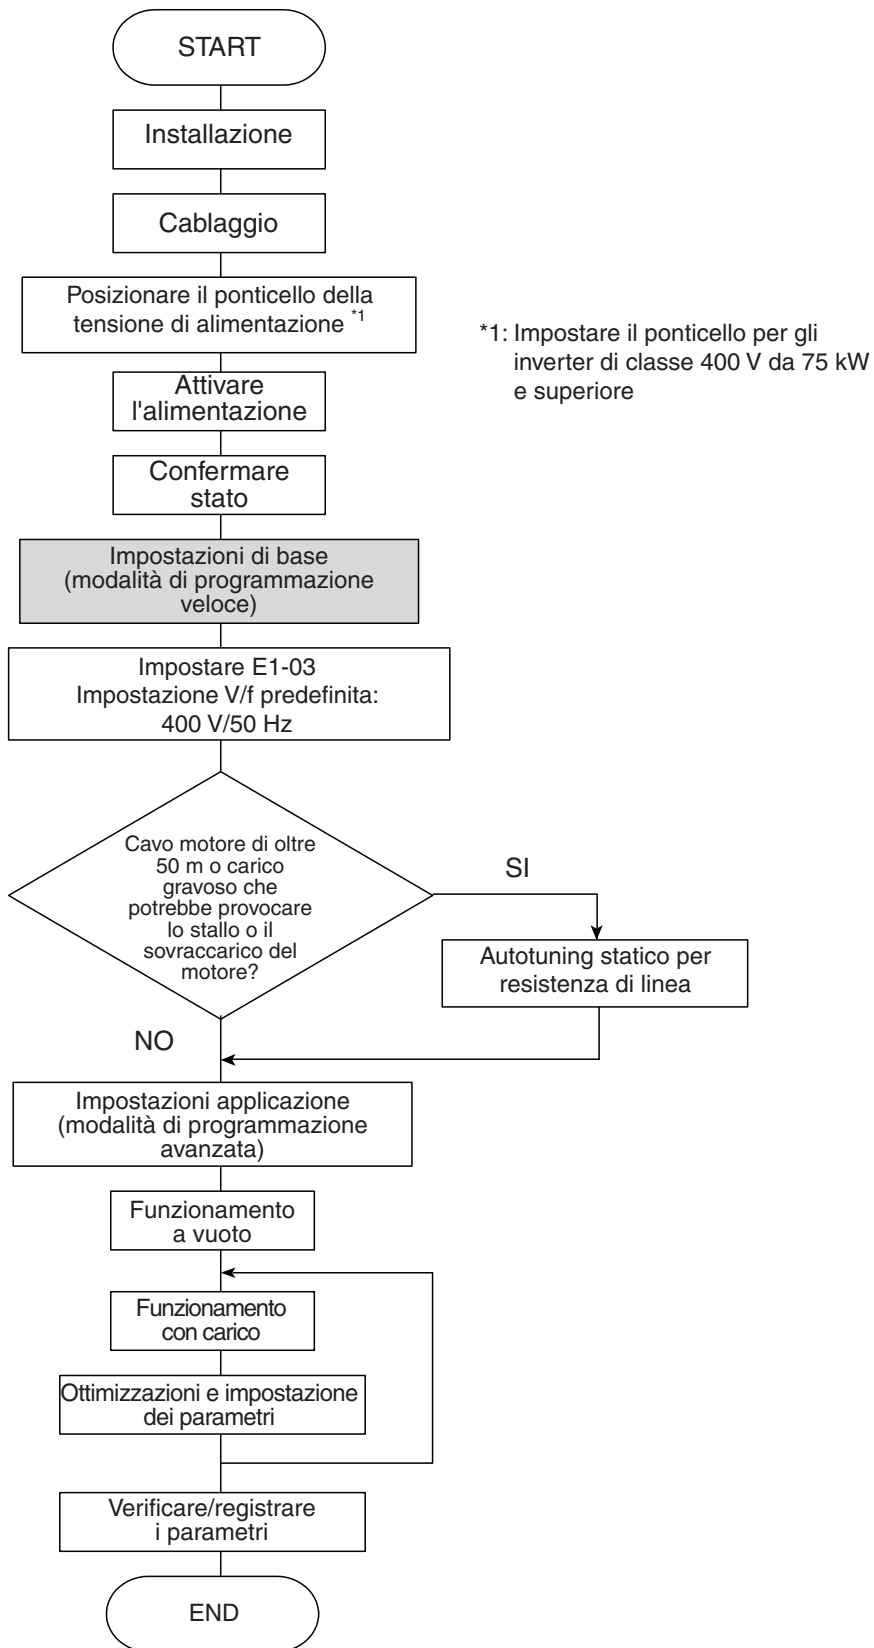 START
Installazione
Cablaggio
Posizionare il ponticello della
tensione di alimentazione *1
*1: Impostare il ponticello per gli
inverter di classe 400 V da 75 kW
e superiore
Attivare
l'alimentazione
Confermare
stato
Impostazioni di base
(modalità di programmazione
veloce)
Impostare E1-03
Impostazione V/f predefinita:
400 V/50 Hz
Cavo motore di oltre
50 m o carico
gravoso che
potrebbe provocare
lo stallo o il
sovraccarico del
motore?
SI
Autotuning statico per
resistenza di linea
NO
Impostazioni applicazione
(modalità di programmazione
avanzata)
Funzionamento
a vuoto
Funzionamento
con carico
Ottimizzazioni e impostazione
dei parametri
Verificare/registrare
i parametri
END